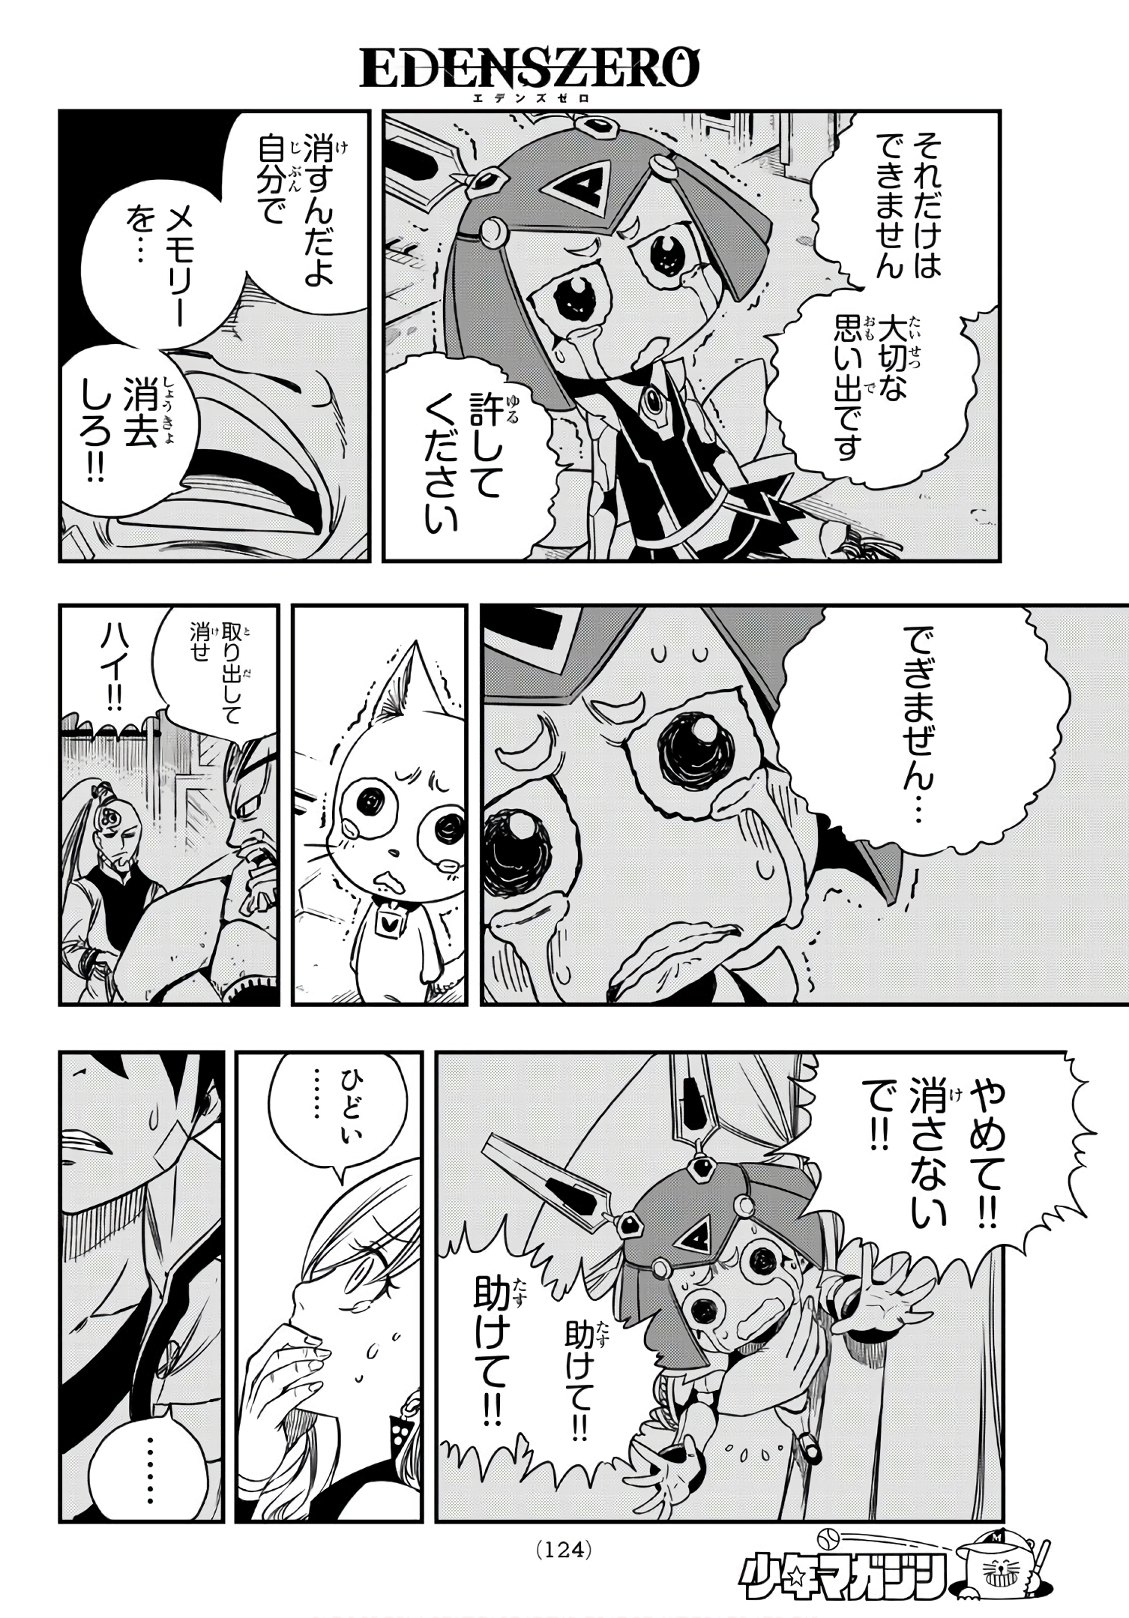 EDENSZERO
エデンズゼロ
それだけは
できません
大切な
思い出です
許して
ください
消すんだよ
自分で
メモリー
を…
消去
しろ!!
でぎまぜん…
取り出して
消せ
ハイ!!
やめて!!
消さない
で!!
助けて!!
助けて!!
ひどい
……
……
(124)
少年マガジン
M